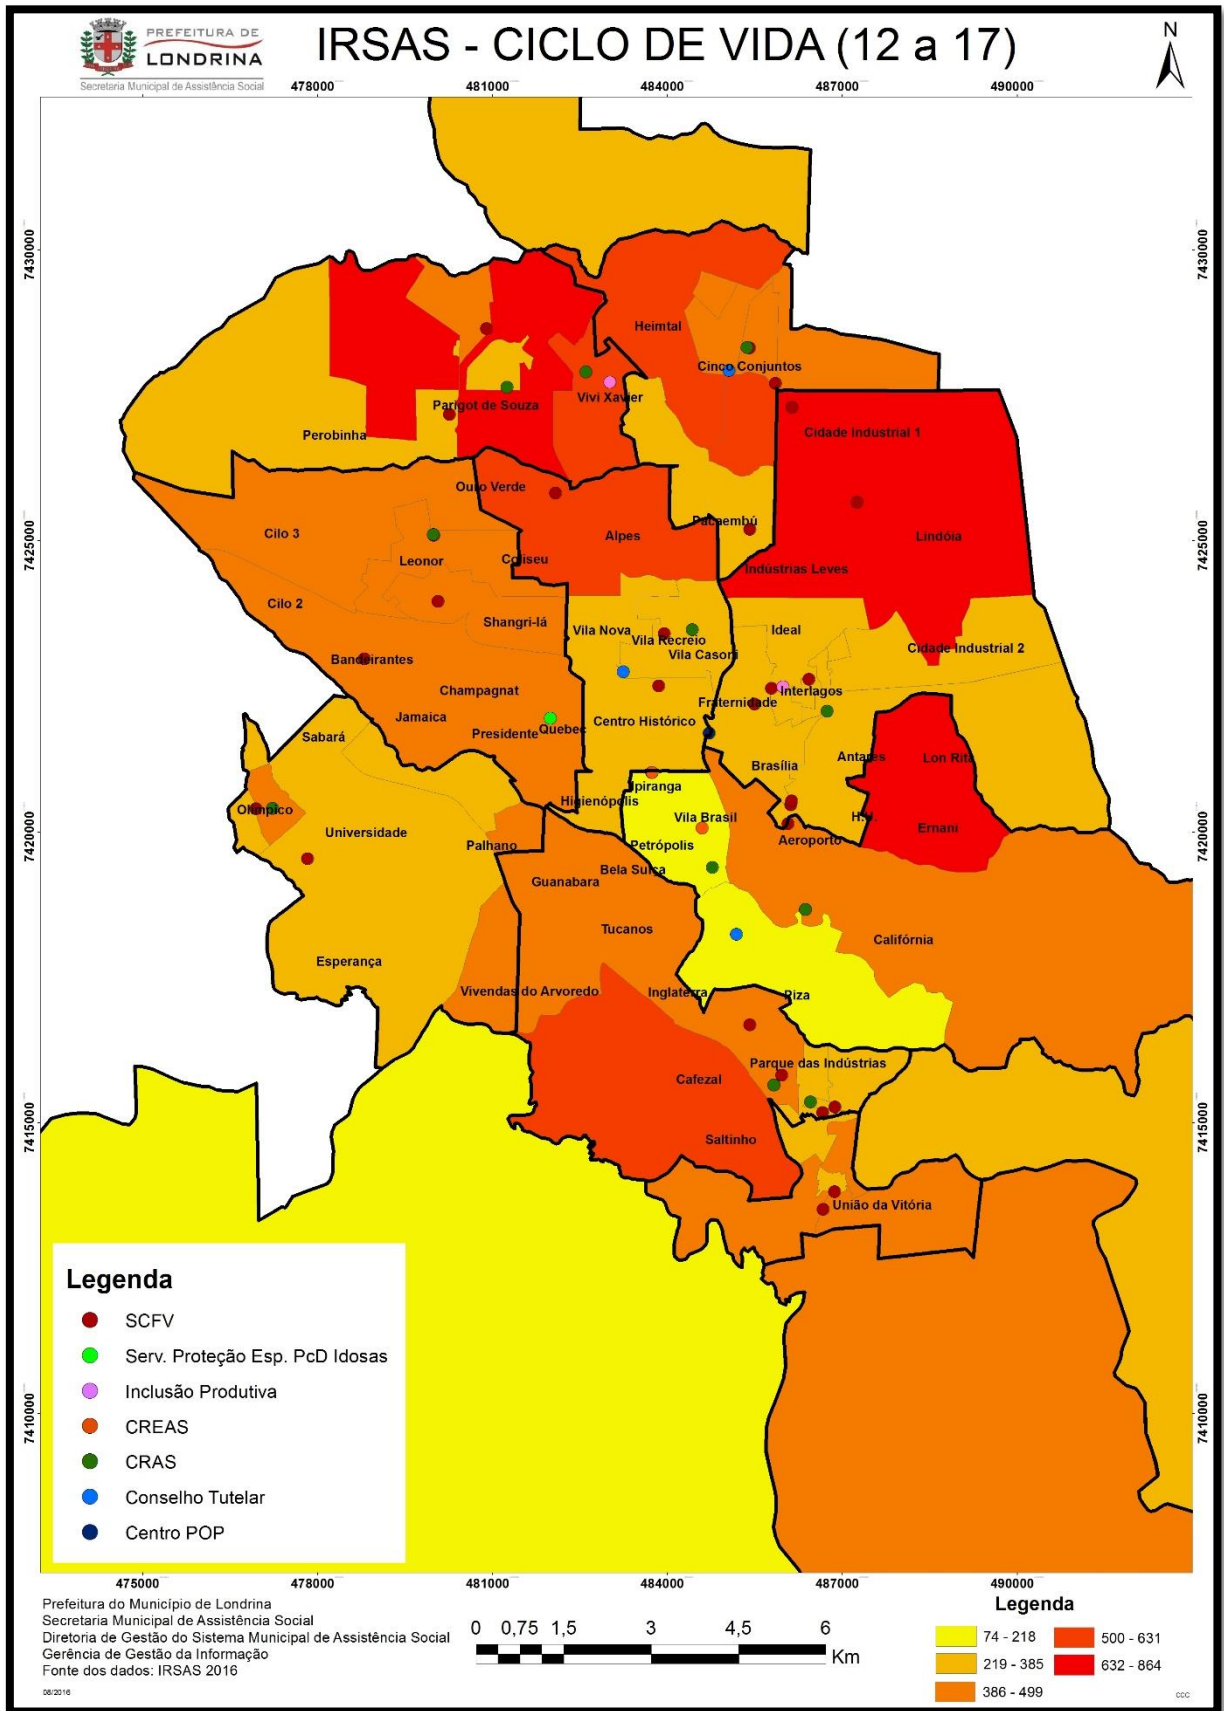 PREFEITURA DE
LONDRINA
Secretaria Municipal de Assistência Social
IRSAS - CICLO DE VIDA (12 a 17)
N
478000 481000 484000 487000 490000
7430000 7430000
7425000 7425000
7420000 7420000
7415000 7415000
7410000 7410000
Heimtal
Cinco Conjuntos
Vivi Xavier
Parigot de Souza
Perobinha
Cidade Industrial 1
Ouro Verde
Pacaembú
Cilo 3
Alpes
Lindóia
Leonor
Coliseu
Indústrias Leves
Cilo 2
Shangri-lá
Vila Nova
Ideal
Vila Recreio
Vila Casoni
Cidade Industrial 2
Bandeirantes
Champagnat
Interlagos
Fraternidade
Jamaica
Centro Histórico
Quebec
Presidente
Sabará
Antares
Lon Rita
Brasília
Ipiranga
Higienópolis
Olímpico
Vila Brasil
H.U.
Ernani
Universidade
Palhano
Petrópolis
Aeroporto
Bela Suiça
Guanabara
Tucanos
Califórnia
Esperança
Vivendas do Arvoredo
Inglaterra
Piza
Parque das Indústrias
Cafezal
Saltinho
União da Vitória
Legenda
SCFV
Serv. Proteção Esp. PcD Idosas
Inclusão Produtiva
CREAS
CRAS
Conselho Tutelar
Centro POP
475000 478000 481000 484000 487000 490000
Prefeitura do Município de Londrina
Secretaria Municipal de Assistência Social
Diretoria de Gestão do Sistema Municipal de Assistência Social
Gerência de Gestão da Informação
Fonte dos dados: IRSAS 2016
08/2016
0 0,75 1,5 3 4,5 6
Km
Legenda
74 - 218
219 - 385
386 - 499
500 - 631
632 - 864
CCC